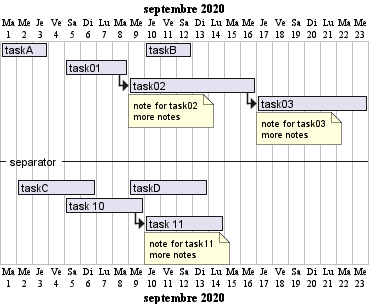 septembre 2020
Ma Me Je Ve Sa Di Lu Ma Me Je Ve Sa Di Lu Ma Me Je Ve Sa Di Lu Ma Me
1 2 3 4 5 6 7 8 9 10 11 12 13 14 15 16 17 18 19 20 21 22 23
taskA taskB
task01
task02
note for task02
more notes
task03
note for task03
more notes
separator
taskC taskD
task 10
task 11
note for task11
more notes
Ma Me Je Ve Sa Di Lu Ma Me Je Ve Sa Di Lu Ma Me Je Ve Sa Di Lu Ma Me
1 2 3 4 5 6 7 8 9 10 11 12 13 14 15 16 17 18 19 20 21 22 23
septembre 2020